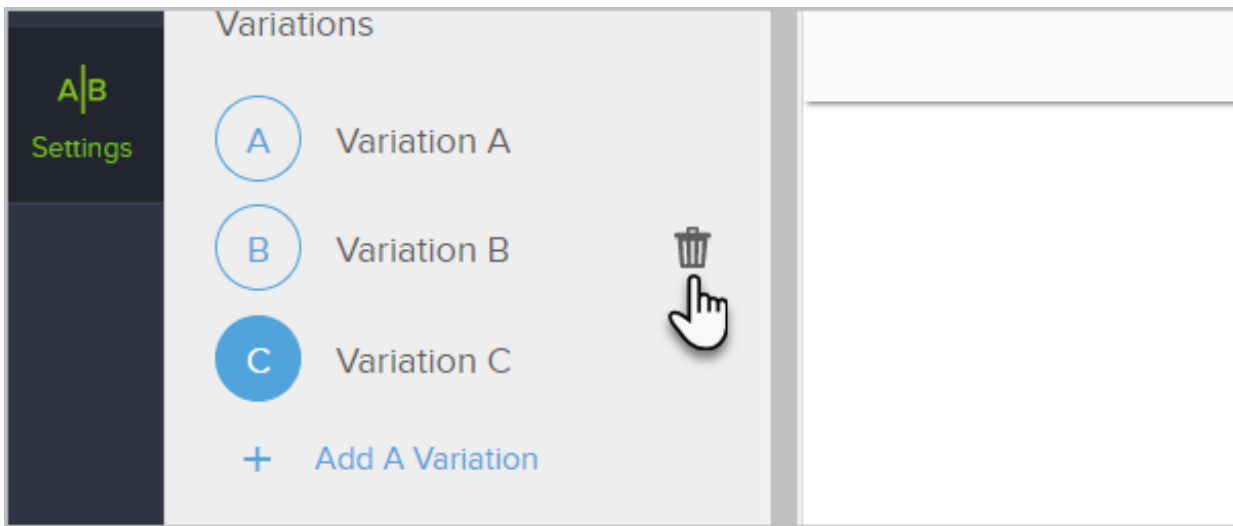 Variations
A|B
Settings
A
Variation A
B
Variation B
C
Variation C
+ Add A Variation